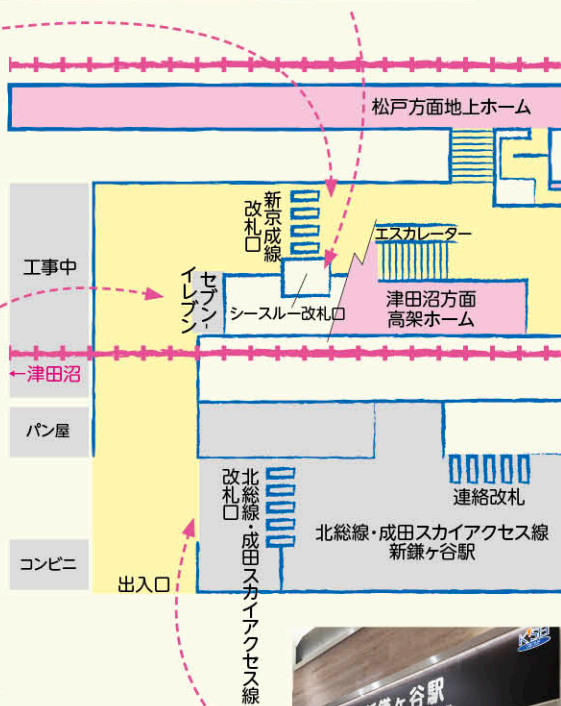 松戸方面地上ホーム
新京成線
改札口
エスカレーター
工事中
セブン-
イレブン
シースルー改札口
津田沼方面
高架ホーム
←津田沼
パン屋
北総線・成田スカイアクセス線
改札口
連絡改札
北総線・成田スカイアクセス線
新鎌ヶ谷駅
コンビニ
出入口
新鎌ヶ谷駅